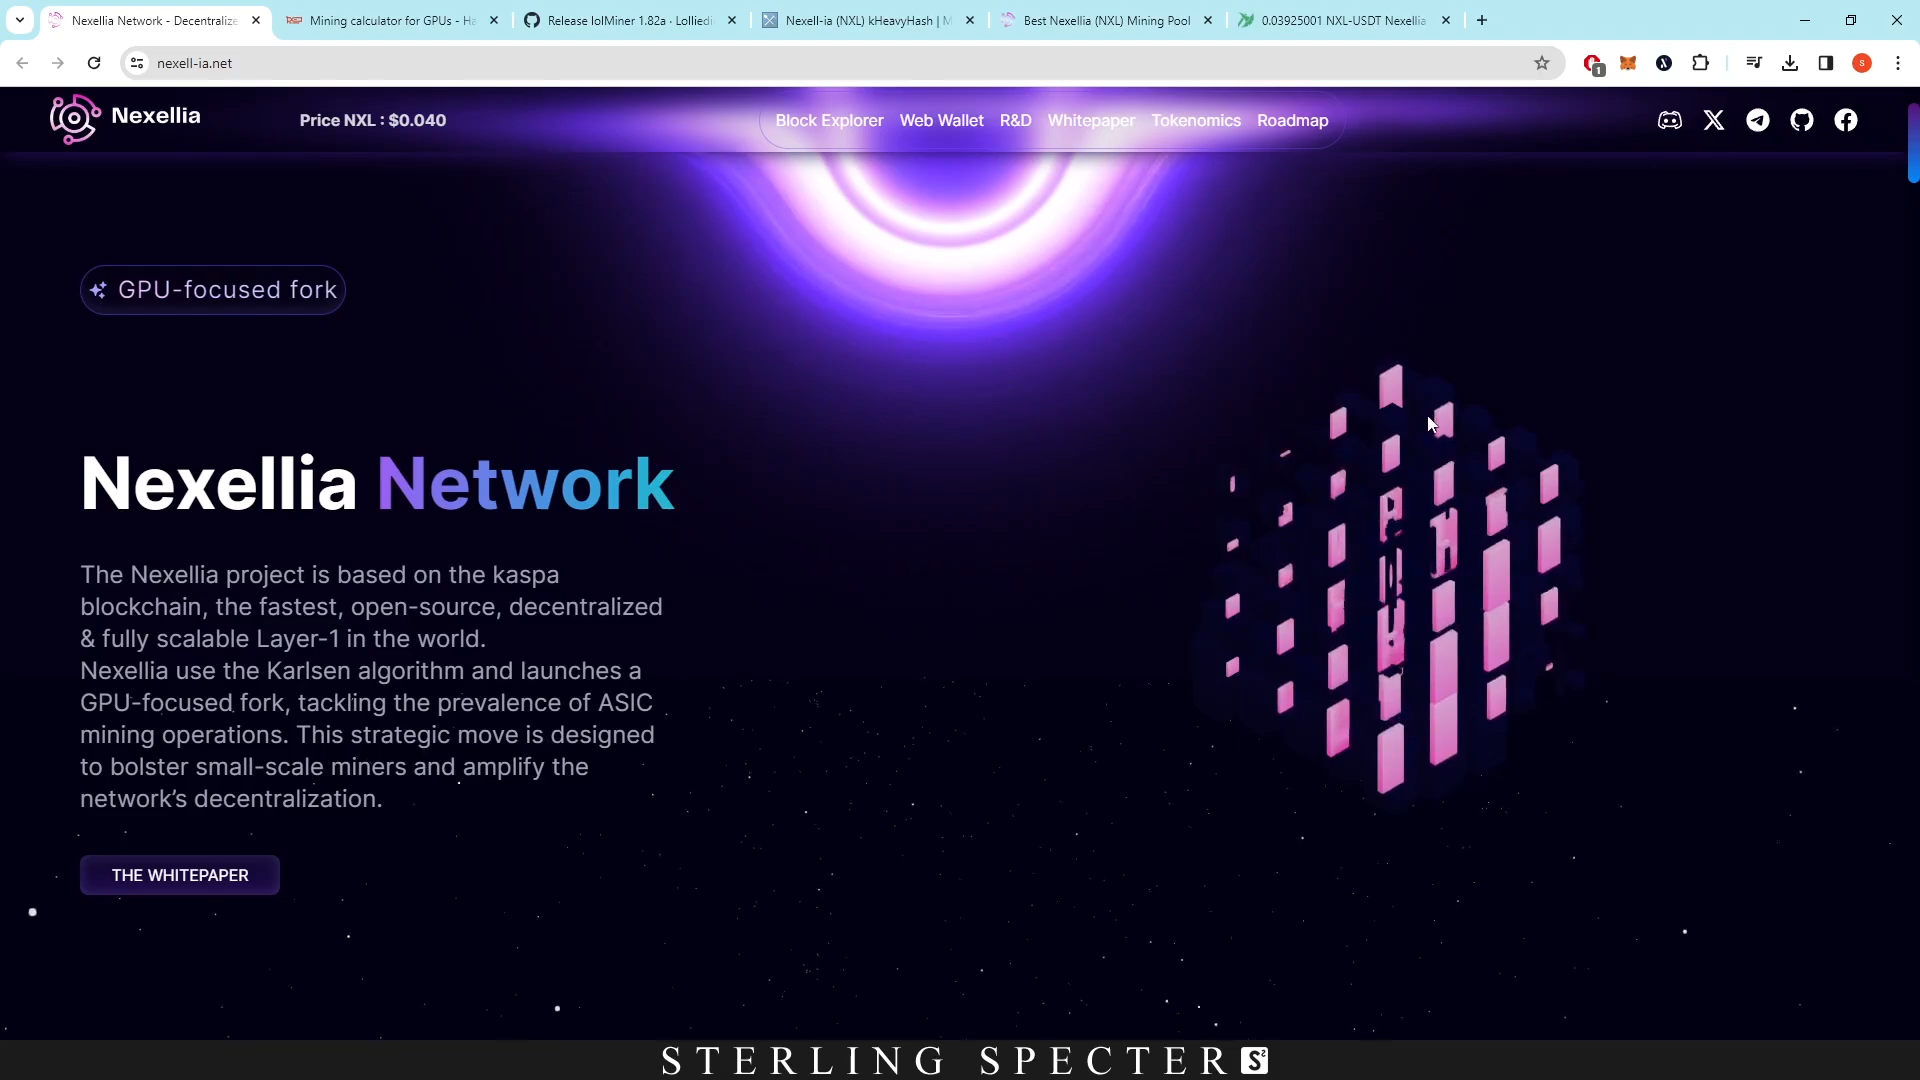 Nexellia Network - Decentralize
Mining calculator for GPUs - Ha
Release lolMiner 1.82a · Lolliedi
Nexell-ia (NXL) kHeavyHash | M
Best Nexellia (NXL) Mining Pool
0.03925001 NXL-USDT Nexellia
nexell-ia.net
1
S
Nexellia
Price NXL : $0.040
Block Explorer
Web Wallet
R&D
Whitepaper
Tokenomics
Roadmap
GPU-focused fork
Nexellia Network
The Nexellia project is based on the kaspa
blockchain, the fastest, open-source, decentralized
& fully scalable Layer-1 in the world.
Nexellia use the Karlsen algorithm and launches a
GPU-focused fork, tackling the prevalence of ASIC
mining operations. This strategic move is designed
to bolster small-scale miners and amplify the
network’s decentralization.
THE WHITEPAPER
STERLING SPECTER